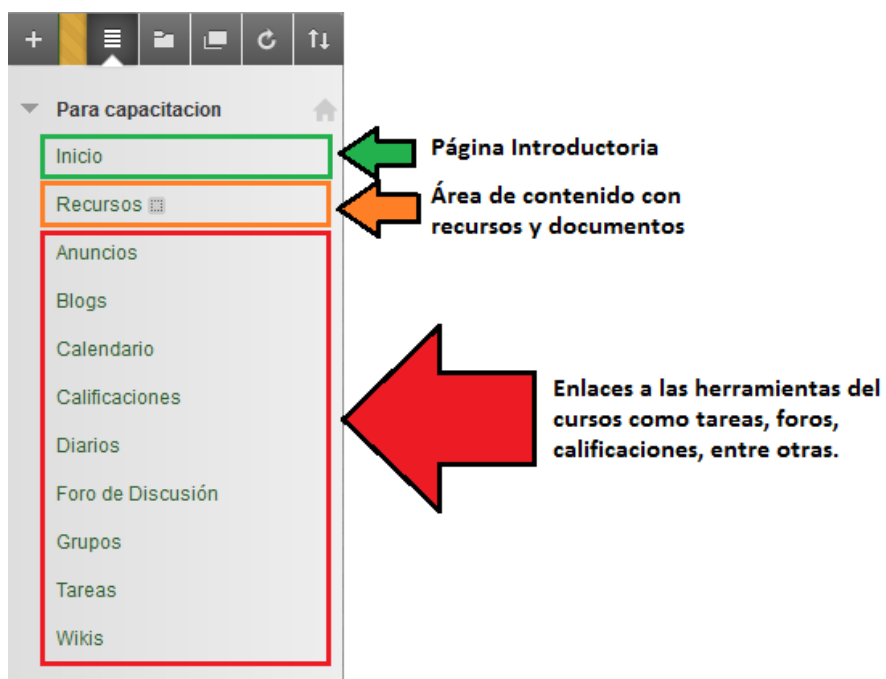 Para capacitacion
Inicio
Página Introductoria
Recursos
Área de contenido con
recursos y documentos
Anuncios
Blogs
Calendario
Calificaciones
Diarios
Foro de Discusión
Grupos
Tareas
Wikis
Enlaces a las herramientas del
cursos como tareas, foros,
calificaciones, entre otras.